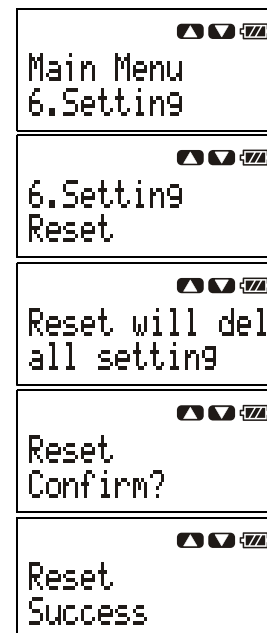 Main Menu
6.Setting
6.Setting
Reset
Reset will del
all setting
Reset
Confirm?
Reset
Success